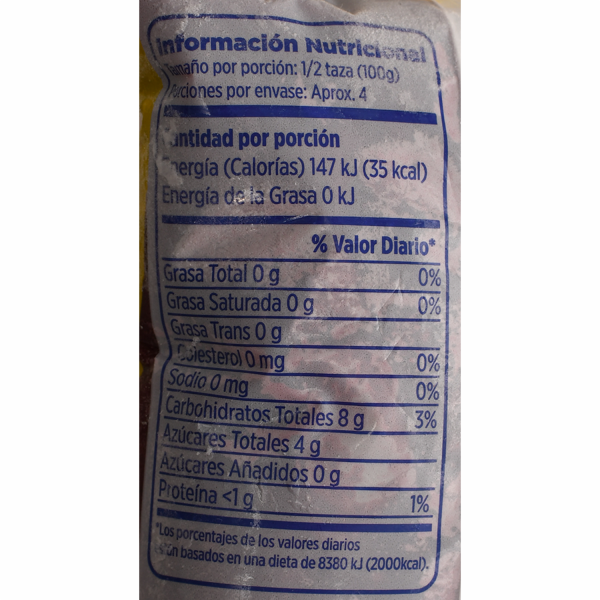 Información Nutricional
Tamaño por porción: 1/2 taza (100g)
Porciones por envase: Aprox. 4
Cantidad por porción
Energía (Calorías) 147 kJ (35 kcal)
Energía de la Grasa 0 kJ
% Valor Diario*
Grasa Total 0 g 0%
Grasa Saturada 0 g 0%
Grasa Trans 0 g
Colesterol 0 mg 0%
Sodio 0 mg 0%
Carbohidratos Totales 8 g 3%
Azúcares Totales 4 g
Azúcares Añadidos 0 g
Proteína <1 g 1%
*Los porcentajes de los valores diarios
están basados en una dieta de 8380 kJ (2000kcal).